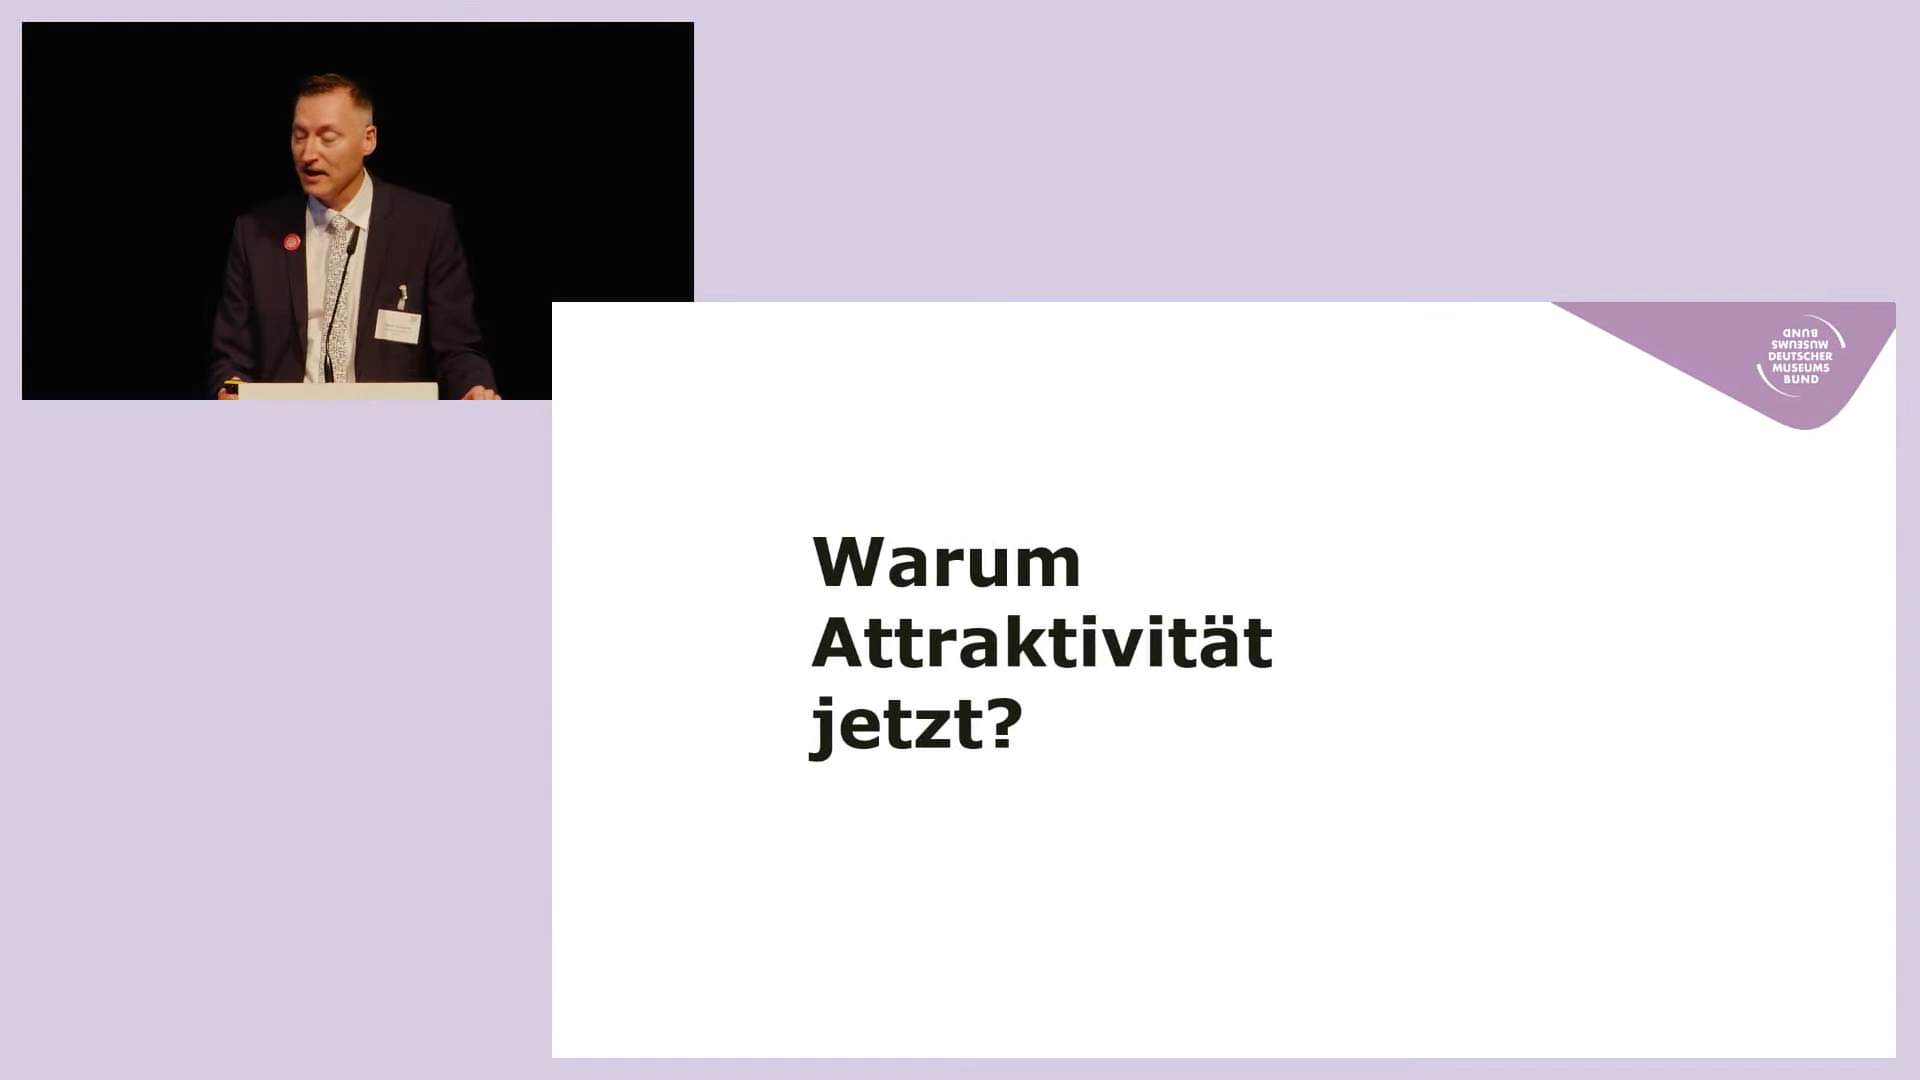 BUND
MUSEUMS
DEUTSCHER
MUSEUMS
BUND
Warum
Attraktivität
jetzt?